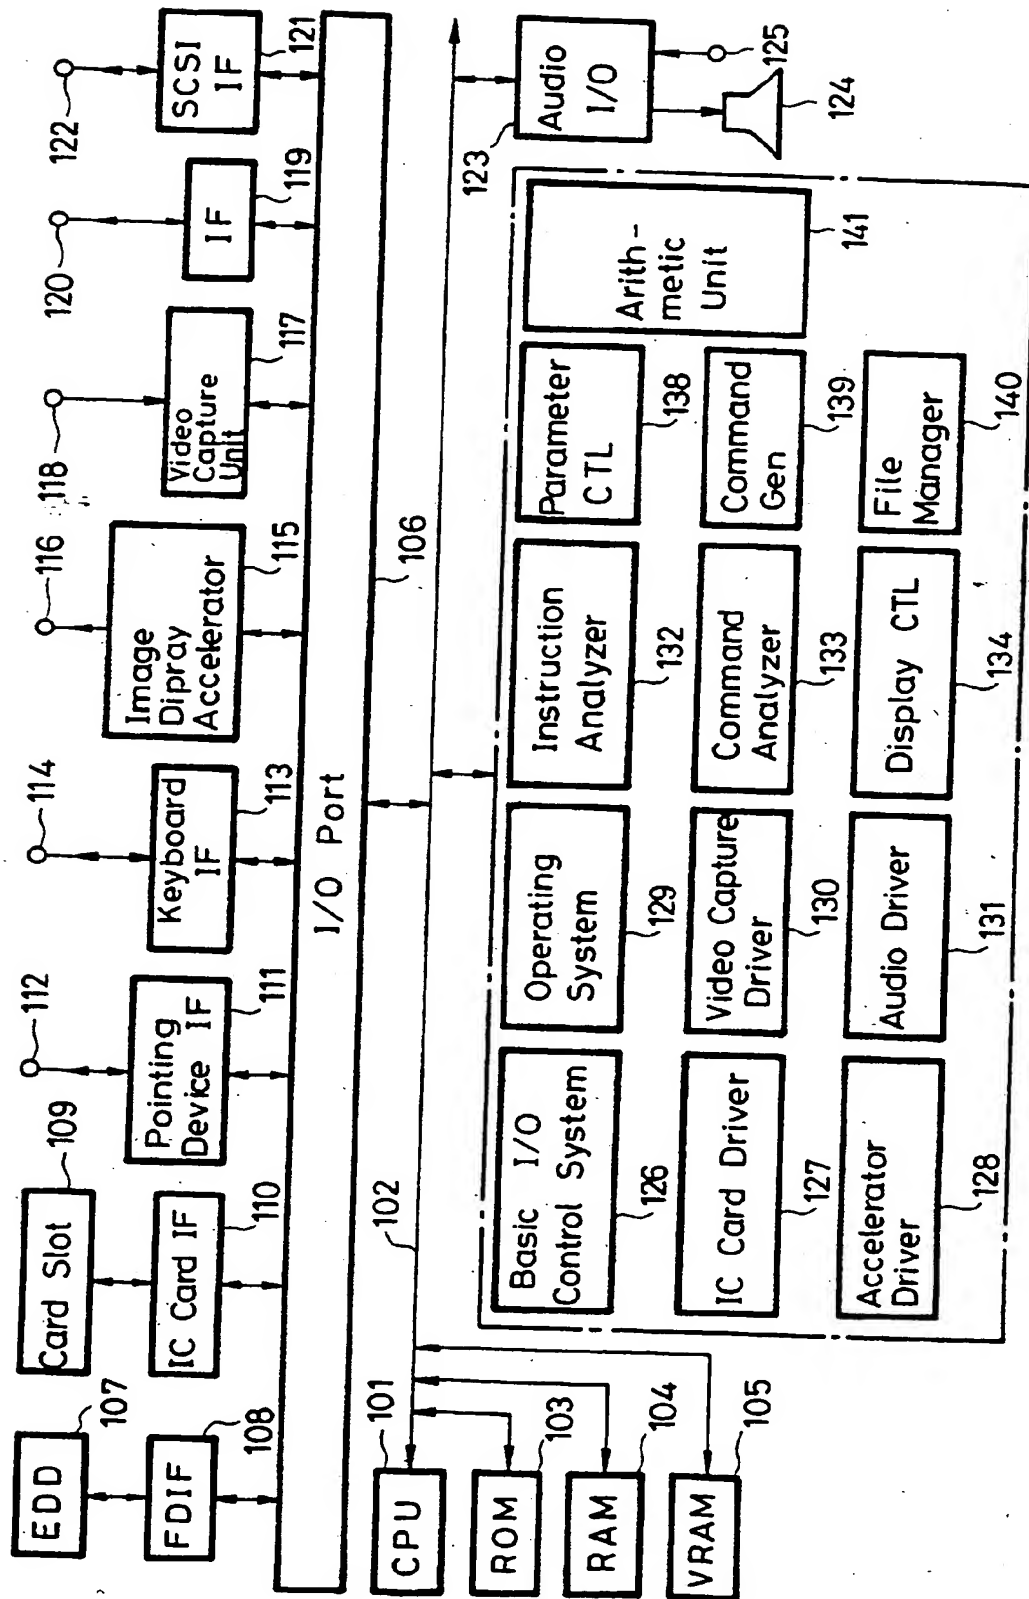 EDD
107
FDIF
108
Card Slot
109
IC Card IF
110
112
Pointing
Device IF
111
114
Keyboard
IF
113
116
Image
Dipray
Accelerator
115
118
Video
Capture
Unit
117
120
IF
119
122
SCSI
IF
121
I/O Port
106
CPU
101
102
ROM
103
RAM
104
VRAM
105
123
Audio
I/O
125
124
Basic I/O
Control System
126
Operating
System
129
Instruction
Analyzer
132
Parameter
CTL
138
Arith-
metic
Unit
141
IC Card Driver
127
Video Capture
Driver
130
Command
Analyzer
133
Command
Gen
139
Accelerator
Driver
128
Audio Driver
131
Display CTL
134
File
Manager
140